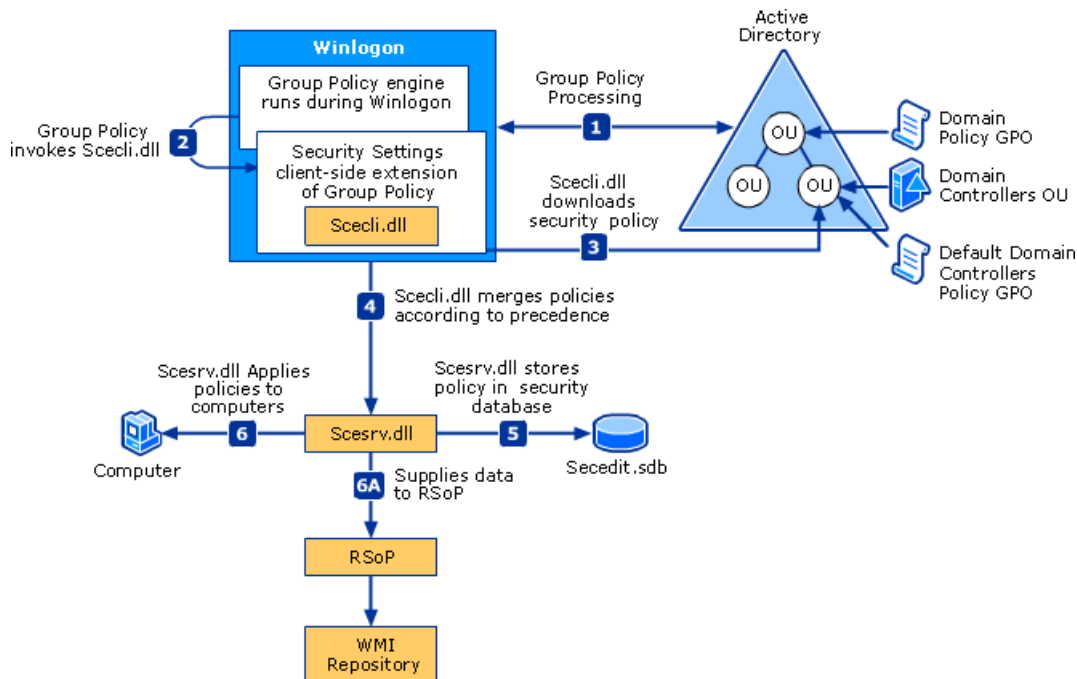 Active
Directory
Winlogon
Group Policy engine
runs during Winlogon
Group Policy
Processing
1
Group Policy
invokes Scecli.dll
2
Security Settings
client-side extension
of Group Policy
Scecli.dll
Scecli.dll
downloads
security policy
3
OU
OU
OU
Domain
Policy GPO
Domain
Controllers OU
Default Domain
Controllers
Policy GPO
4
Scecli.dll merges policies
according to precedence
Scesrv.dll Applies
policies to
computers
6
Computer
Scesrv.dll
Scesrv.dll stores
policy in security
database
5
Secedit.sdb
6A
Supplies data
to RSoP
RSoP
WMI
Repository